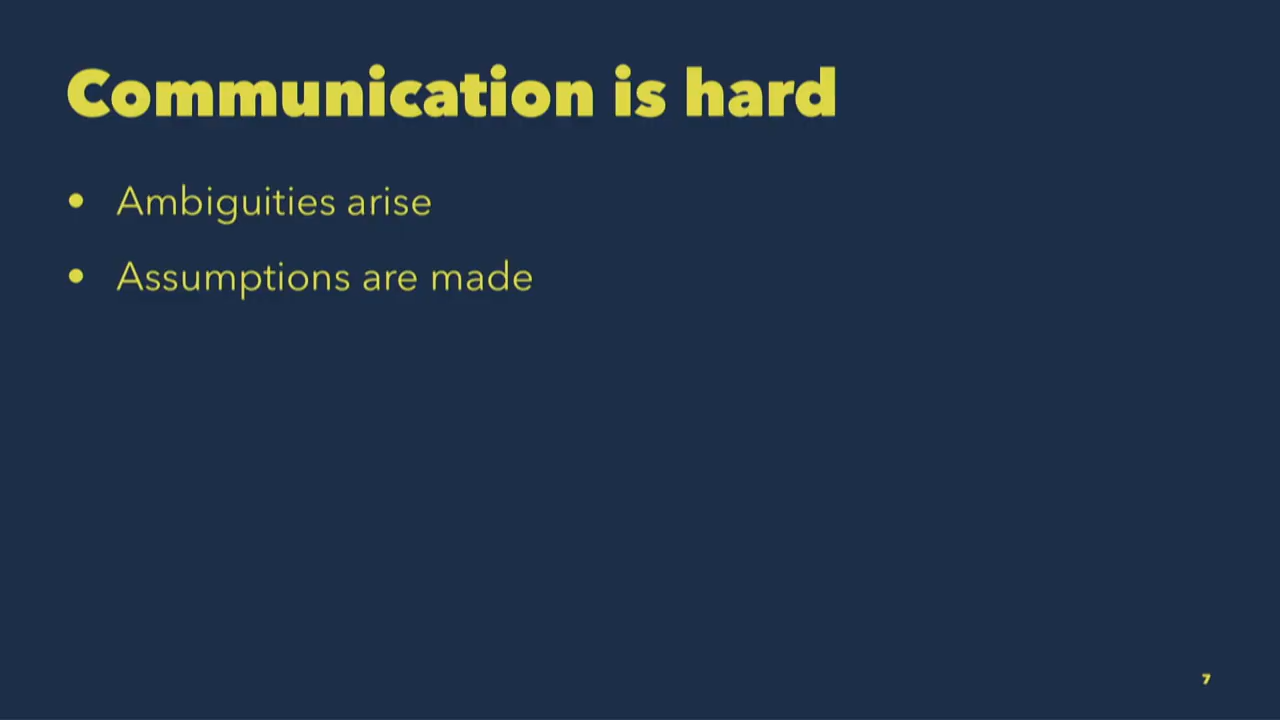 Communication is hard
• Ambiguities arise
• Assumptions are made
7